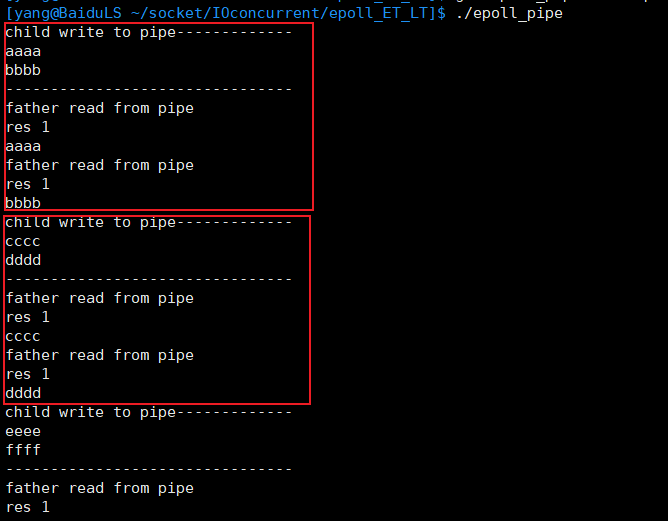 [yang@BaiduLS ~/socket/IOconcurrent/epoll_ET_LT]$ ./epoll_pipe
child write to pipe-------------
aaaa
bbbb
--------------------------------
father read from pipe
res 1
aaaa
father read from pipe
res 1
bbbb
child write to pipe-------------
cccc
dddd
--------------------------------
father read from pipe
res 1
cccc
father read from pipe
res 1
dddd
child write to pipe-------------
eeee
ffff
--------------------------------
father read from pipe
res 1